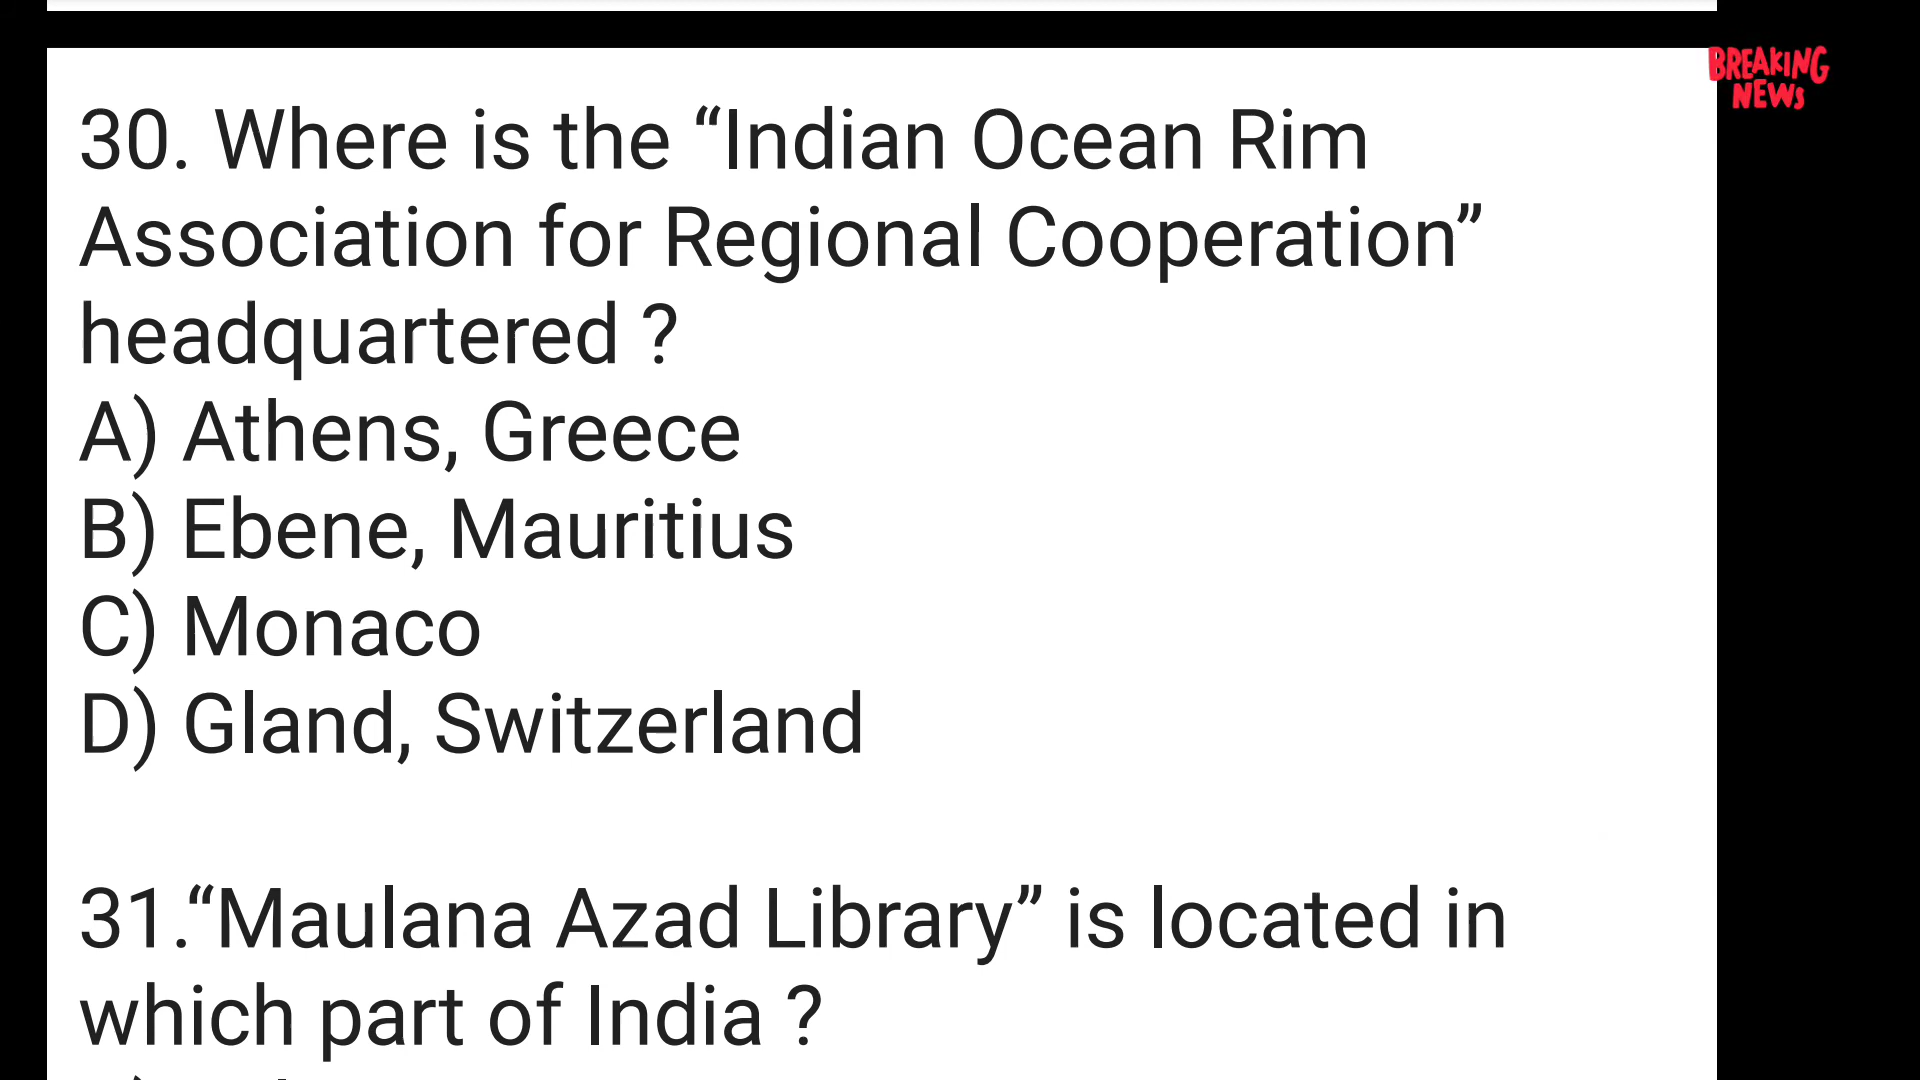 BREAKING
NEWS
30. Where is the “Indian Ocean Rim
Association for Regional Cooperation”
headquartered ?
A) Athens, Greece
B) Ebene, Mauritius
C) Monaco
D) Gland, Switzerland
31.“Maulana Azad Library” is located in
which part of India ?